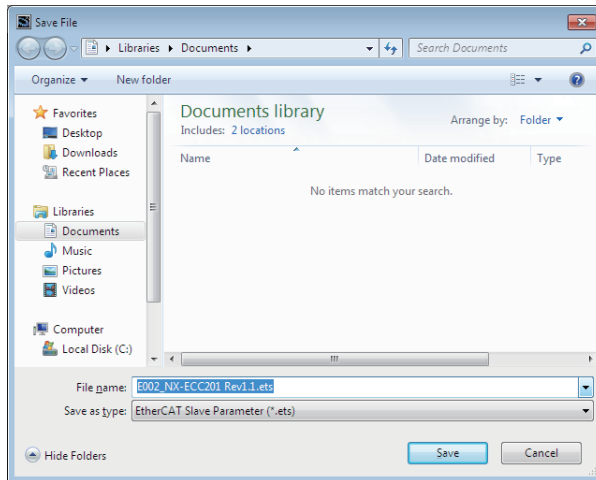 Save File
Libraries Documents
Search Documents
Organize
New folder
Favorites
Desktop
Downloads
Recent Places
Libraries
Documents
Music
Pictures
Videos
Computer
Local Disk (C:)
Documents library
Includes: 2 locations
Arrange by: Folder
Name Date modified Type
No items match your search.
File name: E002_NX-ECC201 Rev1.1.ets
Save as type: EtherCAT Slave Parameter (*.ets)
Hide Folders
Save
Cancel